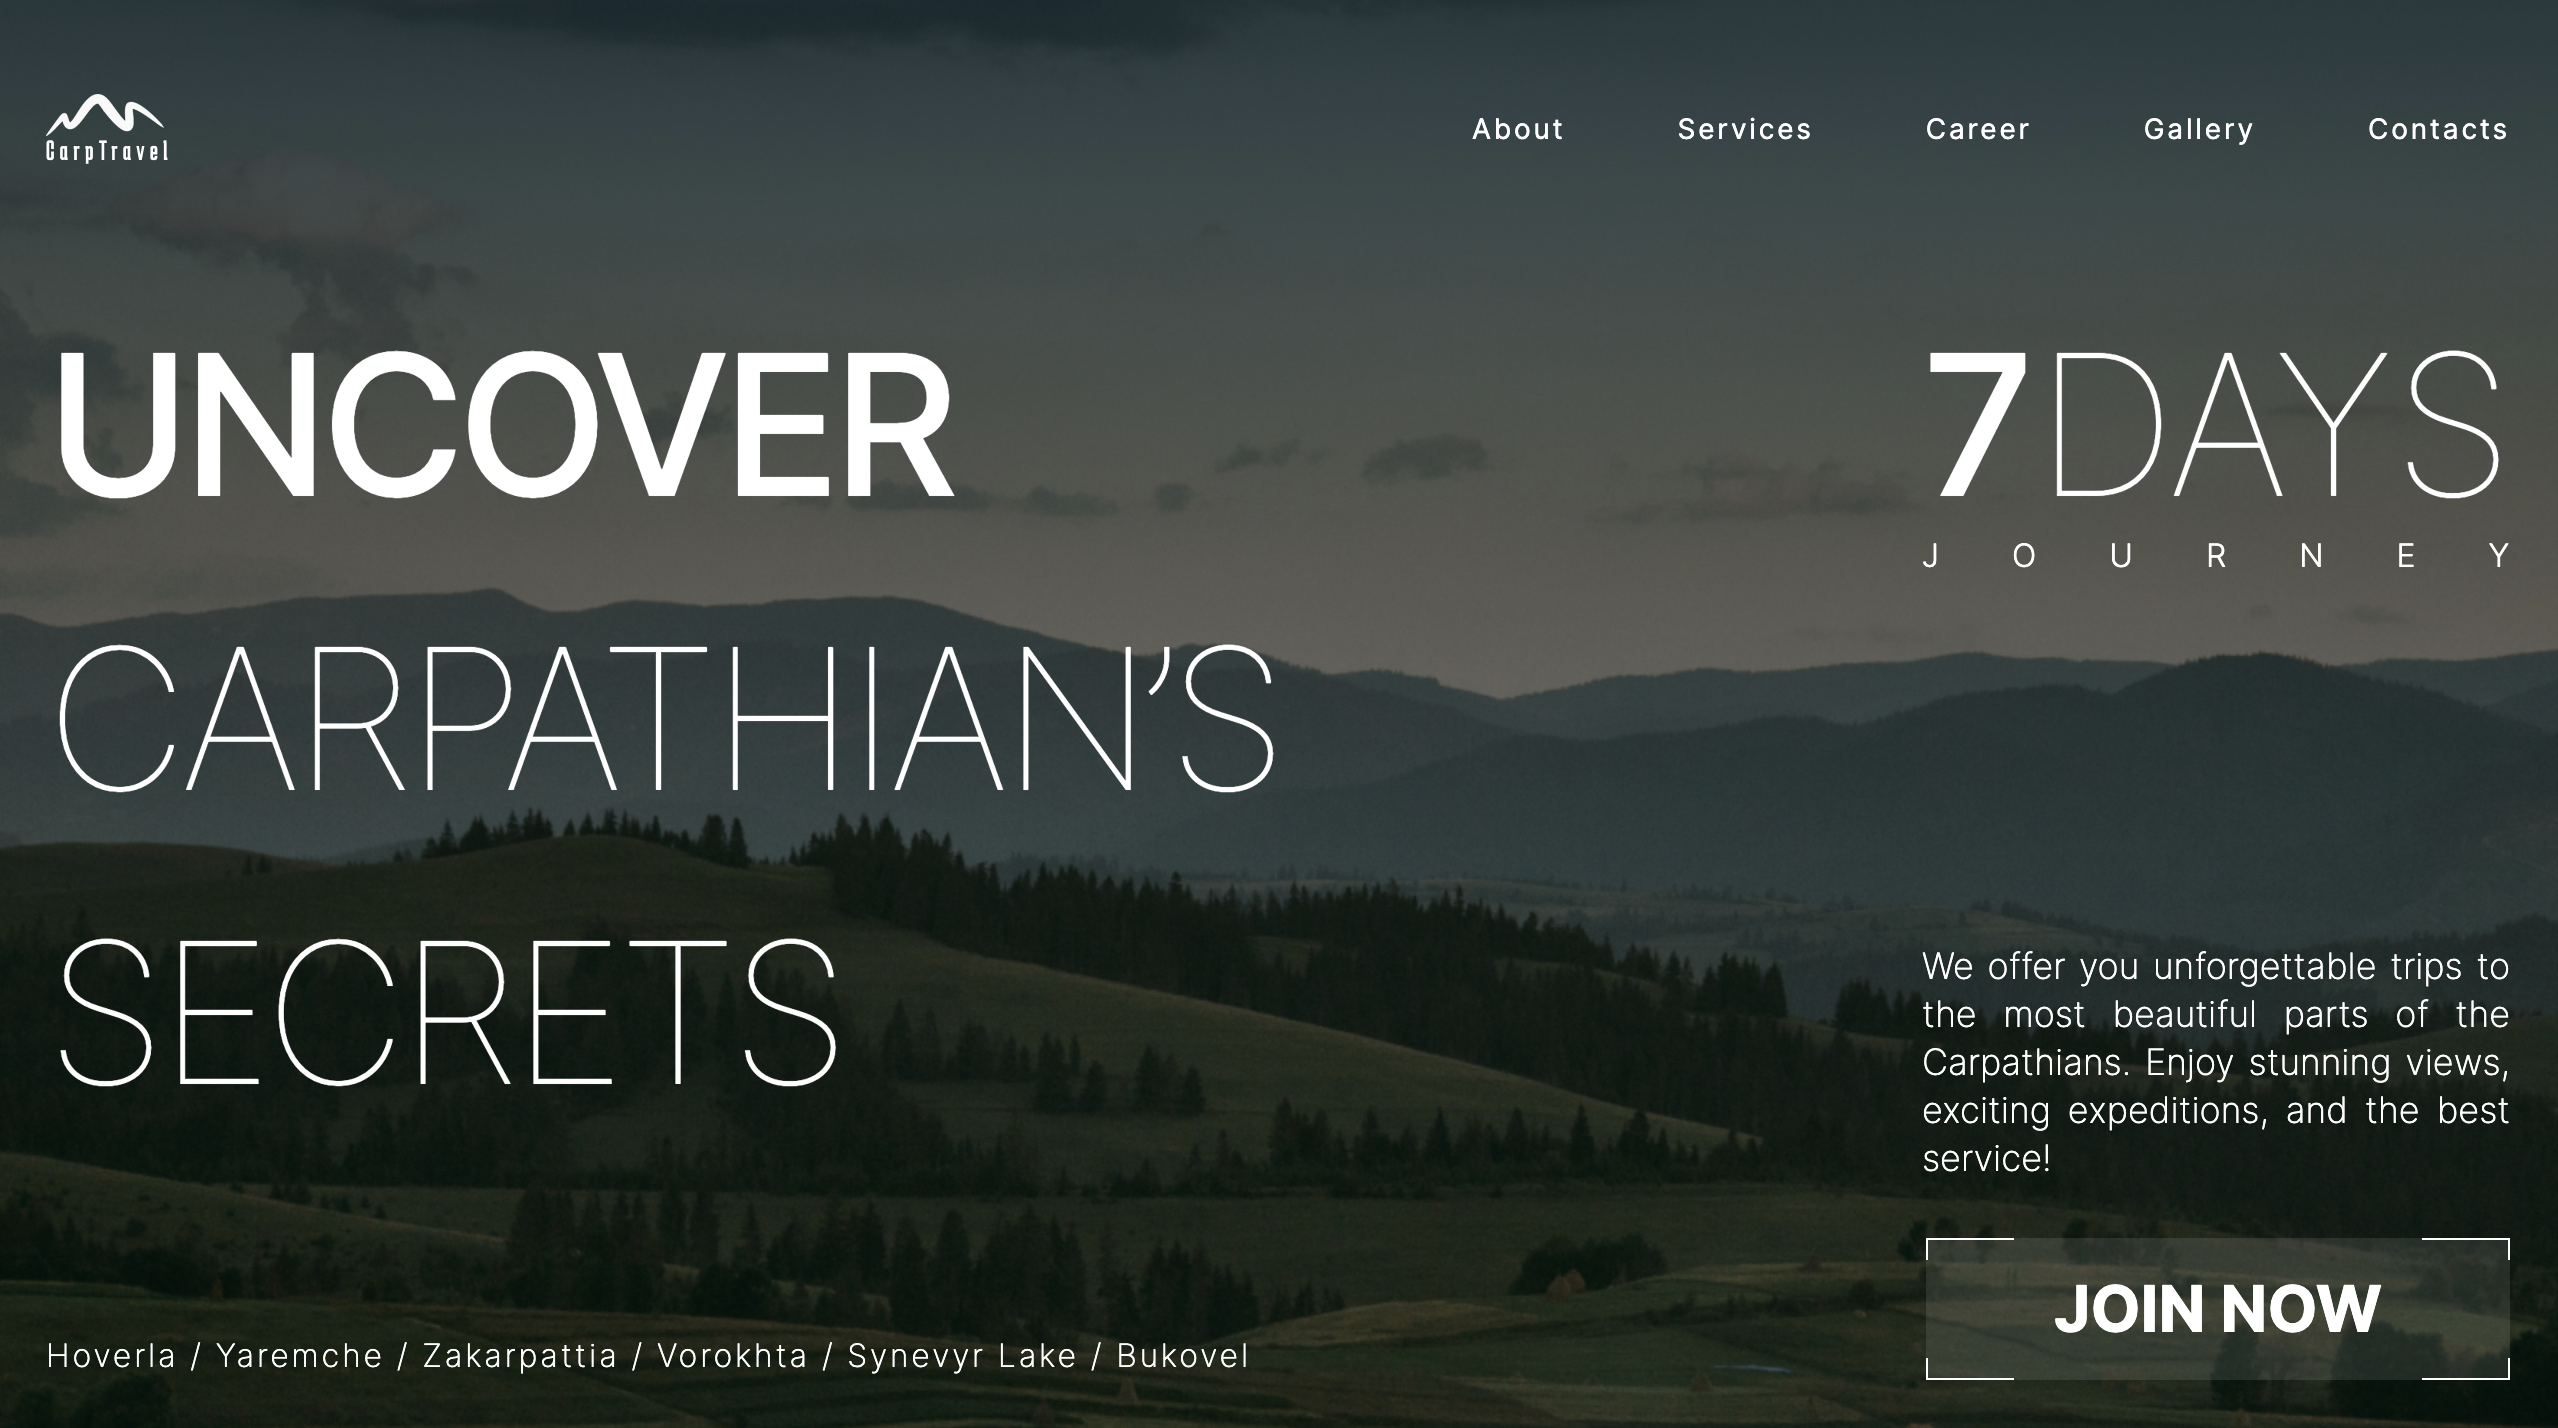 CarpTravel
About Services Career Gallery Contacts
UNCOVER
CARPATHIAN’S
SECRETS
7DAYS
JOURNEY
We offer you unforgettable trips to
the most beautiful parts of the
Carpathians. Enjoy stunning views,
exciting expeditions, and the best
service!
JOIN NOW
Hoverla / Yaremche / Zakarpattia / Vorokhta / Synevyr Lake / Bukovel